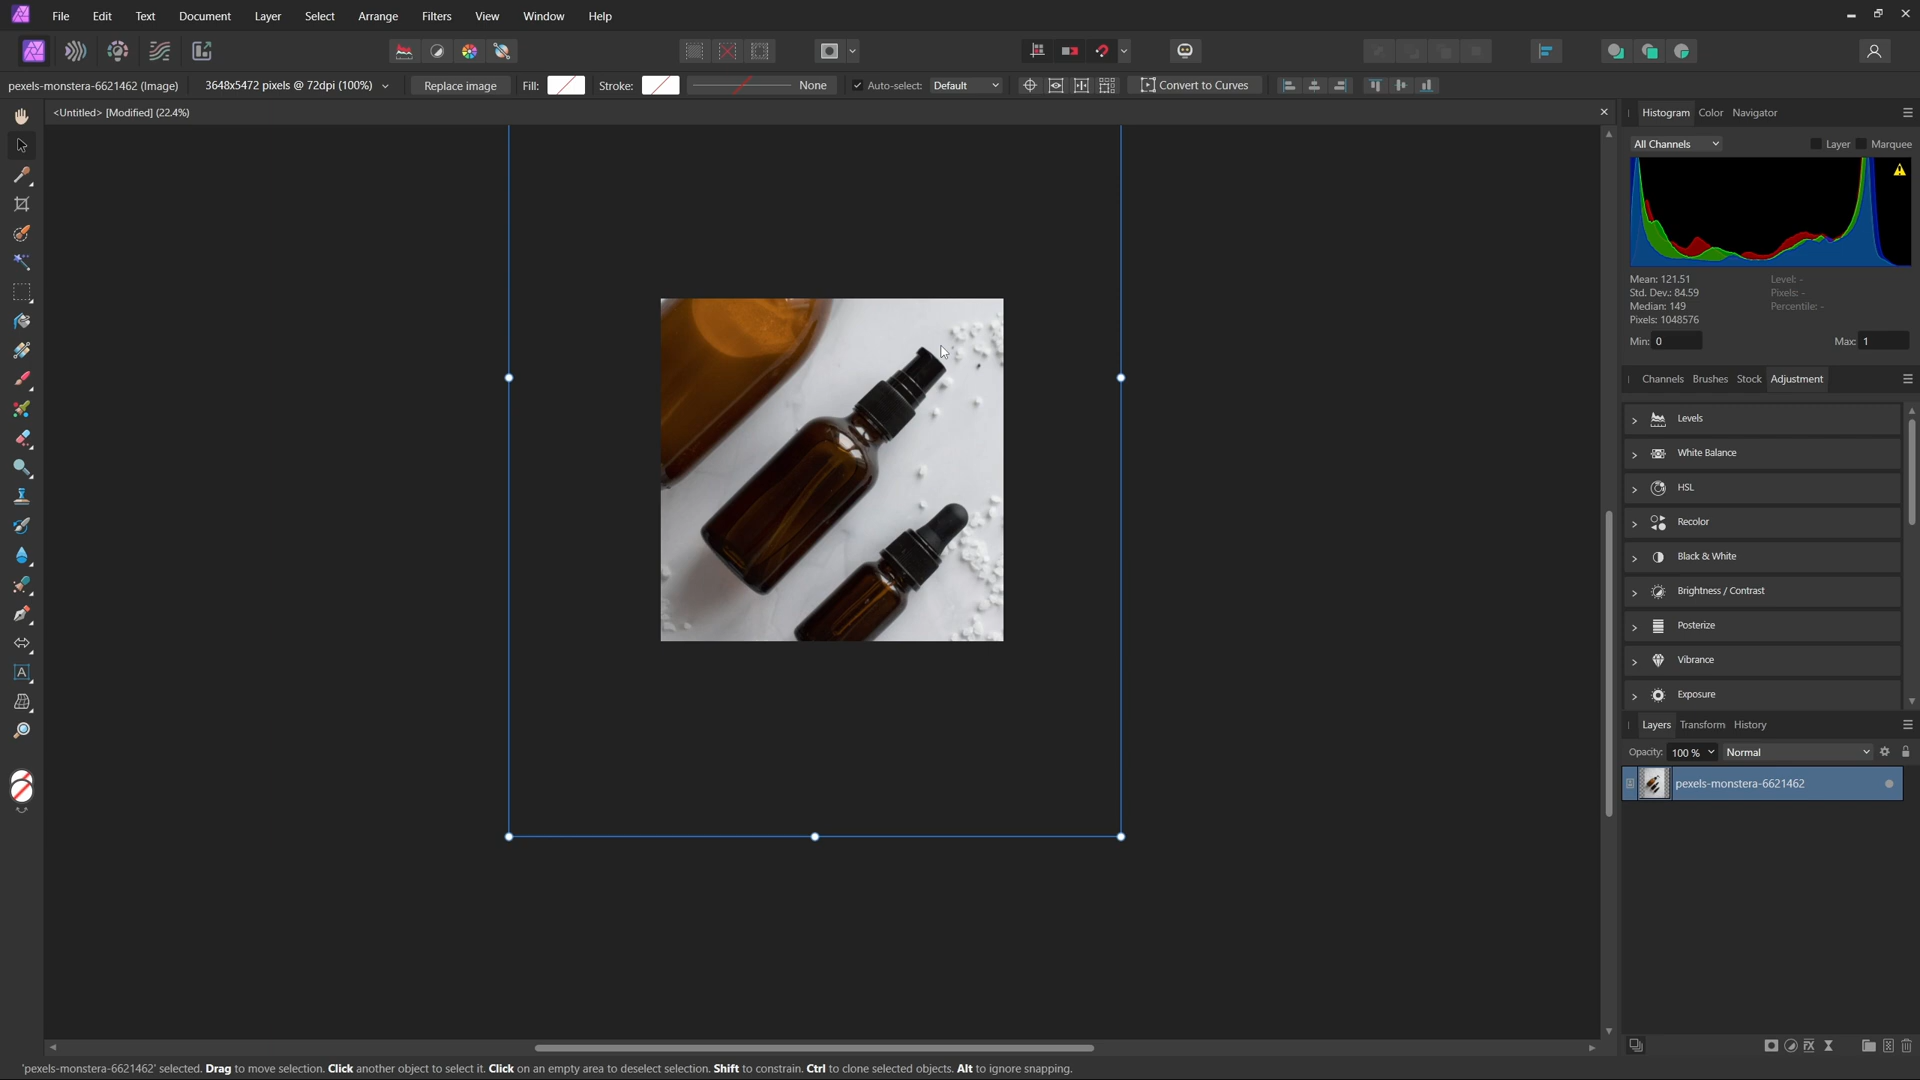 File Edit Text Document Layer Select Arrange Filters View Window Help
pexels-monstera-6621462 (Image) 3648x5472 pixels @ 72dpi (100%) Replace image Fill: Stroke: None Auto-select: Default Convert to Curves
<Untitled> [Modified] (22.4%)
Histogram Color Navigator
All Channels Layer Marquee
Mean: 121.51 Level: -
Std. Dev.: 84.59 Pixels: -
Median: 149 Percentile: -
Pixels: 1048576
Min: 0 Max: 1
Channels Brushes Stock Adjustment
Levels
White Balance
HSL
Recolor
Black & White
Brightness / Contrast
Posterize
Vibrance
Exposure
Layers Transform History
Opacity: 100 % Normal
pexels-monstera-6621462
'pexels-monstera-6621462' selected. Drag to move selection. Click another object to select it. Click on an empty area to deselect selection. Shift to constrain. Ctrl to clone selected objects. Alt to ignore snapping.